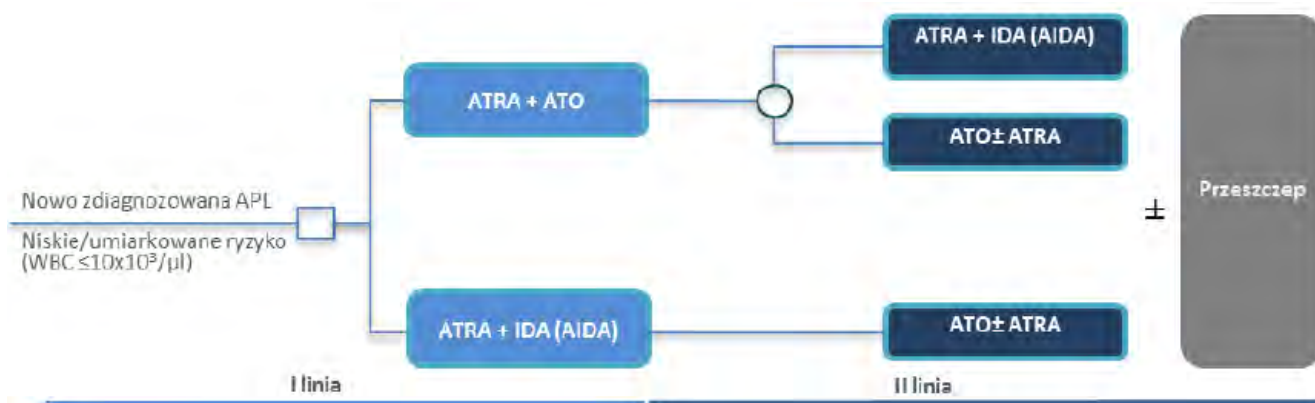 ATRA + IDA (AIDA)
ATRA + ATO
ATO± ATRA
Przeszczep
Nowo zdiagnozowana APL
±
Niskie/umiarkowane ryzyko
(WBC ≤10x10³/µl)
ATRA + IDA (AIDA)
ATO± ATRA
I linia
II linia